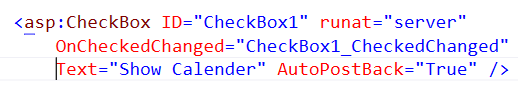 <asp:CheckBox ID="CheckBox1" runat="server"
OnCheckedChanged="CheckBox1_CheckedChanged"
Text="Show Calender" AutoPostBack="True" />